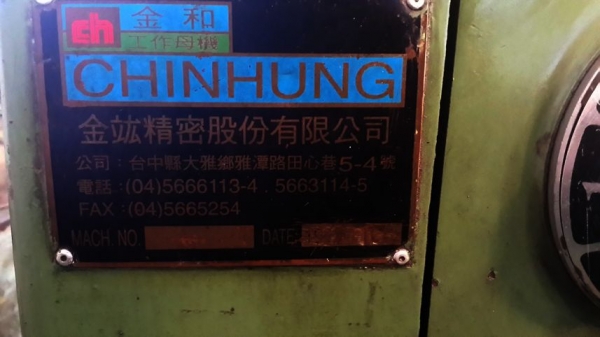 ch 金和
工作母機
CHINHUNG
金竑精密股份有限公司
公司：台中縣大雅鄉雅潭路田心巷5-4號
電話：(04)5666113-4．5663114-5
FAX：(04)5665254
MACH. NO. DATE